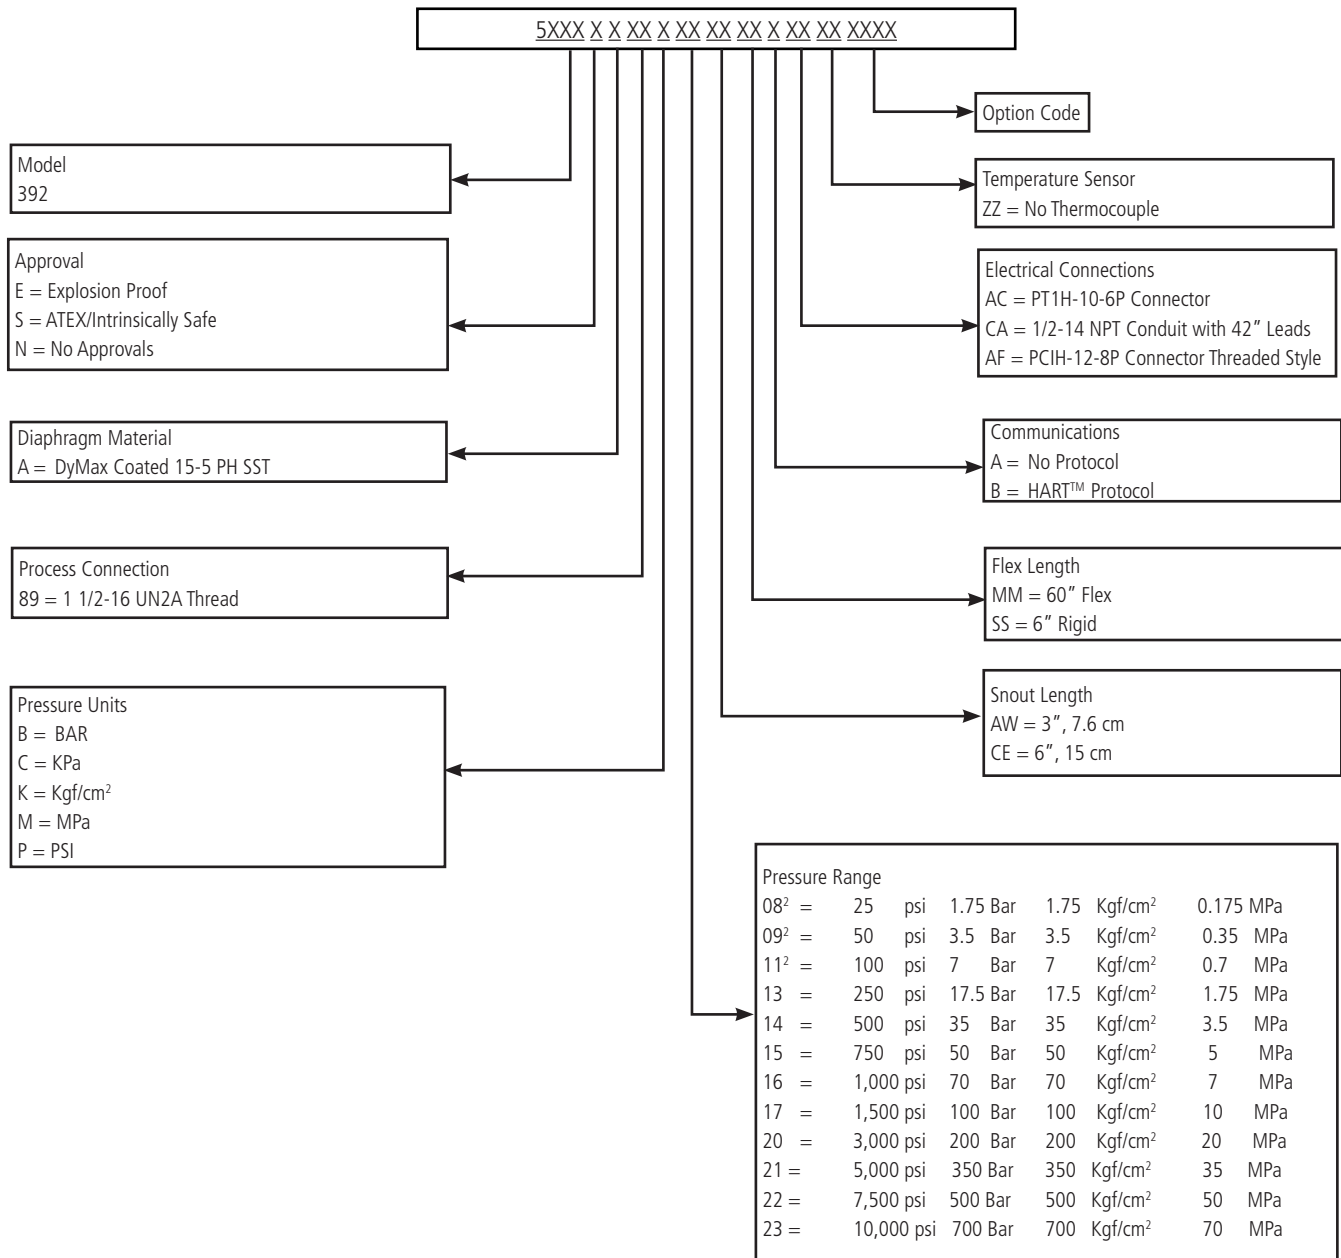 5XXX X X XX X XX XX XX X XX XX XXXX
Option Code
Model
392
Temperature Sensor
ZZ = No Thermocouple
Approval
E = Explosion Proof
S = ATEX/Intrinsically Safe
N = No Approvals
Electrical Connections
AC = PT1H-10-6P Connector
CA = 1/2-14 NPT Conduit with 42″ Leads
AF = PCIH-12-8P Connector Threaded Style
Diaphragm Material
A = DyMax Coated 15-5 PH SST
Communications
A = No Protocol
B = HART™ Protocol
Process Connection
89 = 1 1/2-16 UN2A Thread
Flex Length
MM = 60″ Flex
SS = 6″ Rigid
Pressure Units
B = BAR
C = KPa
K = Kgf/cm²
M = MPa
P = PSI
Snout Length
AW = 3″, 7.6 cm
CE = 6″, 15 cm
Pressure Range
08² = 25 psi 1.75 Bar 1.75 Kgf/cm² 0.175 MPa
09² = 50 psi 3.5 Bar 3.5 Kgf/cm² 0.35 MPa
11² = 100 psi 7 Bar 7 Kgf/cm² 0.7 MPa
13 = 250 psi 17.5 Bar 17.5 Kgf/cm² 1.75 MPa
14 = 500 psi 35 Bar 35 Kgf/cm² 3.5 MPa
15 = 750 psi 50 Bar 50 Kgf/cm² 5 MPa
16 = 1,000 psi 70 Bar 70 Kgf/cm² 7 MPa
17 = 1,500 psi 100 Bar 100 Kgf/cm² 10 MPa
20 = 3,000 psi 200 Bar 200 Kgf/cm² 20 MPa
21 = 5,000 psi 350 Bar 350 Kgf/cm² 35 MPa
22 = 7,500 psi 500 Bar 500 Kgf/cm² 50 MPa
23 = 10,000 psi 700 Bar 700 Kgf/cm² 70 MPa